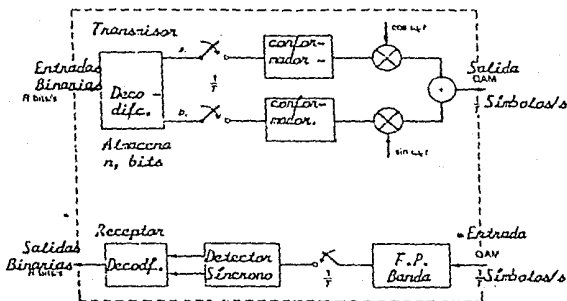 Transmisor
cos ωct
a.
confor-
mador -
Entradas
Binarias
R bits/s
1/T
Deco-
difc.
Salida
QAM
1/T Símbolos/s
b.
confor-
mador.
Almacena
n, bits
sin ωct
Receptor
Entrada
QAM
1/T Símbolos/s
Salidas
Binarias
R bits/s
Decodf.
Detector
Síncrono
1/T
F.P.
Banda